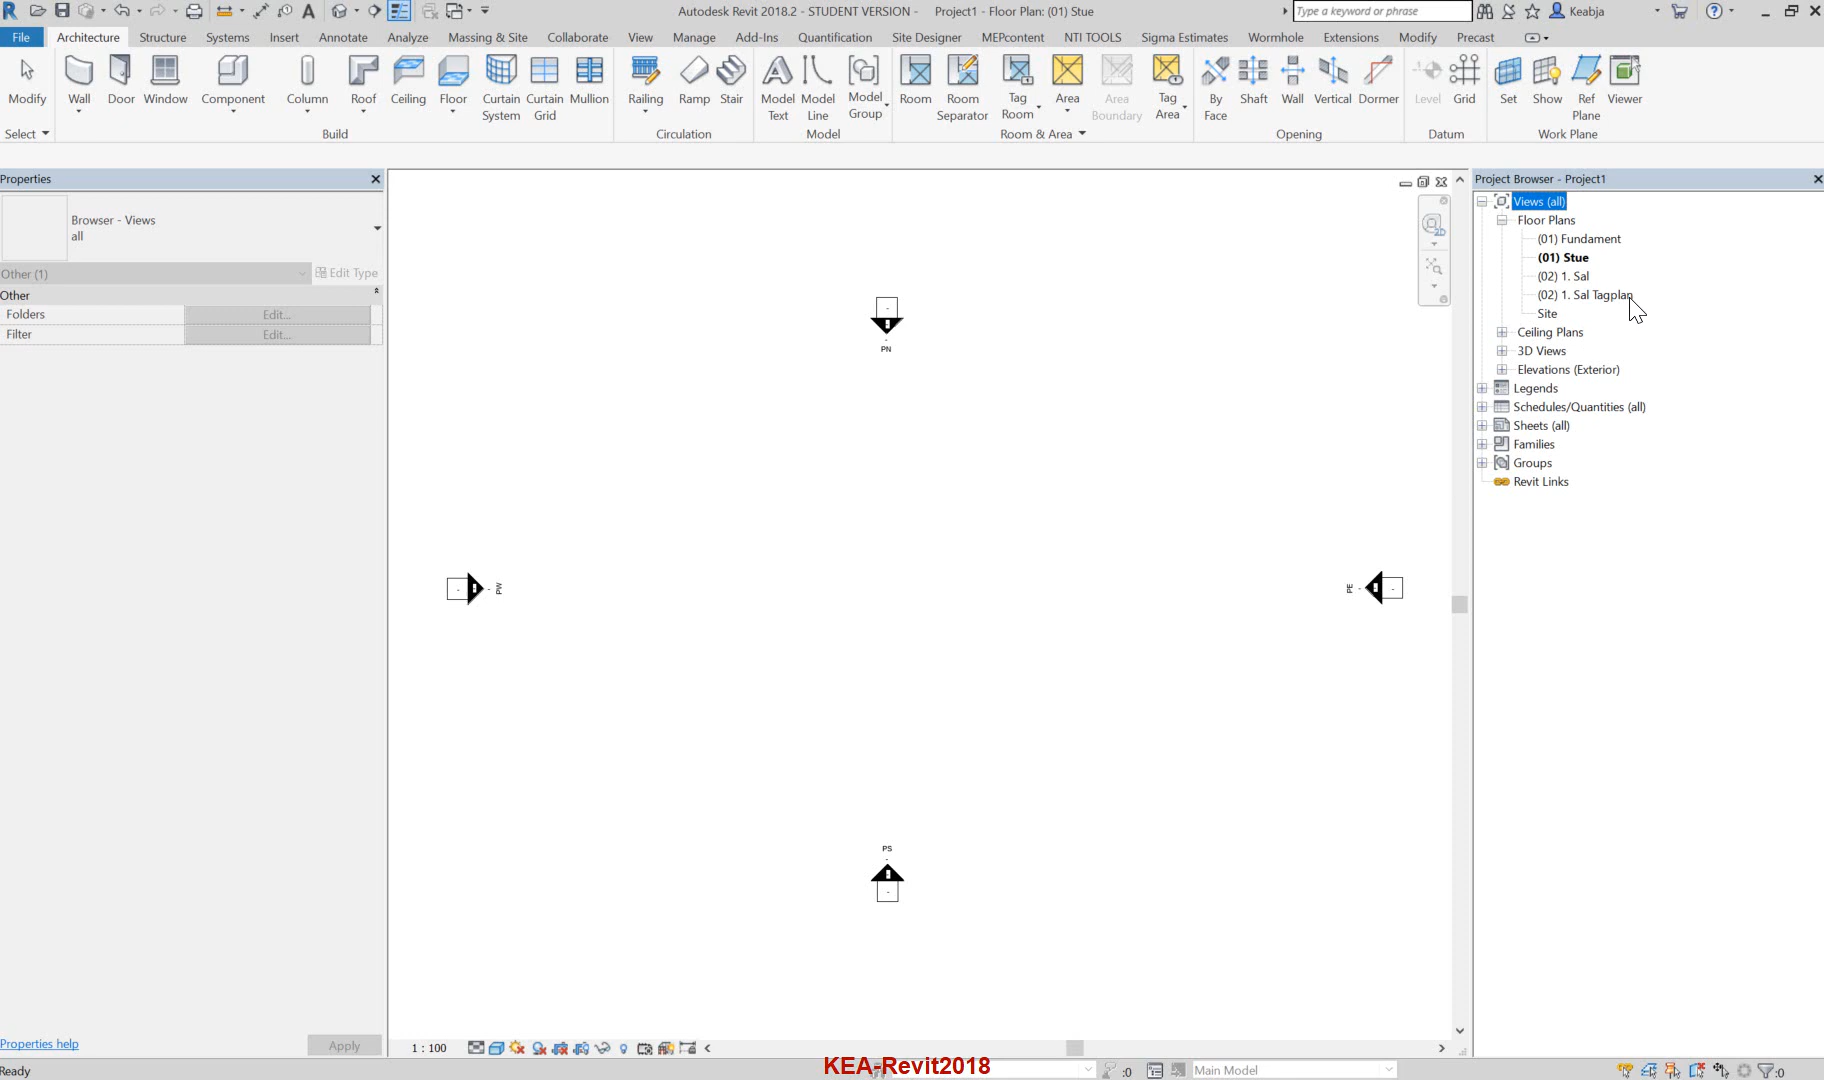 Autodesk Revit 2018.2 - STUDENT VERSION - Project1 - Floor Plan: (01) Stue
Type a keyword or phrase
Keabja
File Architecture Structure Systems Insert Annotate Analyze Massing & Site Collaborate View Manage Add-Ins Quantification Site Designer MEPcontent NTI TOOLS Sigma Estimates Wormhole Extensions Modify Precast
Modify Wall Door Window Component Column Roof Ceiling Floor Curtain System Curtain Grid Mullion Railing Ramp Stair Model Text Model Line Model Group Room Room Separator Tag Room Area Area Boundary Tag Area By Face Shaft Wall Vertical Dormer Level Grid Set Show Ref Plane Viewer
Select Build Circulation Model Room & Area Opening Datum Work Plane
Properties
Browser - Views
all
Other (1) Edit Type
Other
Folders Edit...
Filter Edit...
Properties help Apply
PN
PW
PE
PS
2D
Project Browser - Project1
Views (all)
Floor Plans
(01) Fundament
(01) Stue
(02) 1. Sal
(02) 1. Sal Tagplan
Site
Ceiling Plans
3D Views
Elevations (Exterior)
Legends
Schedules/Quantities (all)
Sheets (all)
Families
Groups
Revit Links
1 : 100
Ready
KEA-Revit2018
:0
Main Model
:0